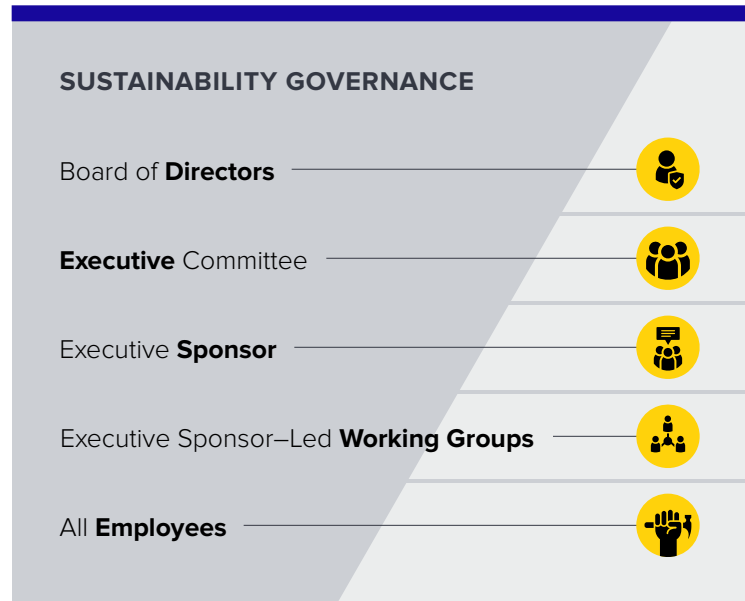 SUSTAINABILITY GOVERNANCE
Board of Directors
Executive Committee
Executive Sponsor
Executive Sponsor–Led Working Groups
All Employees